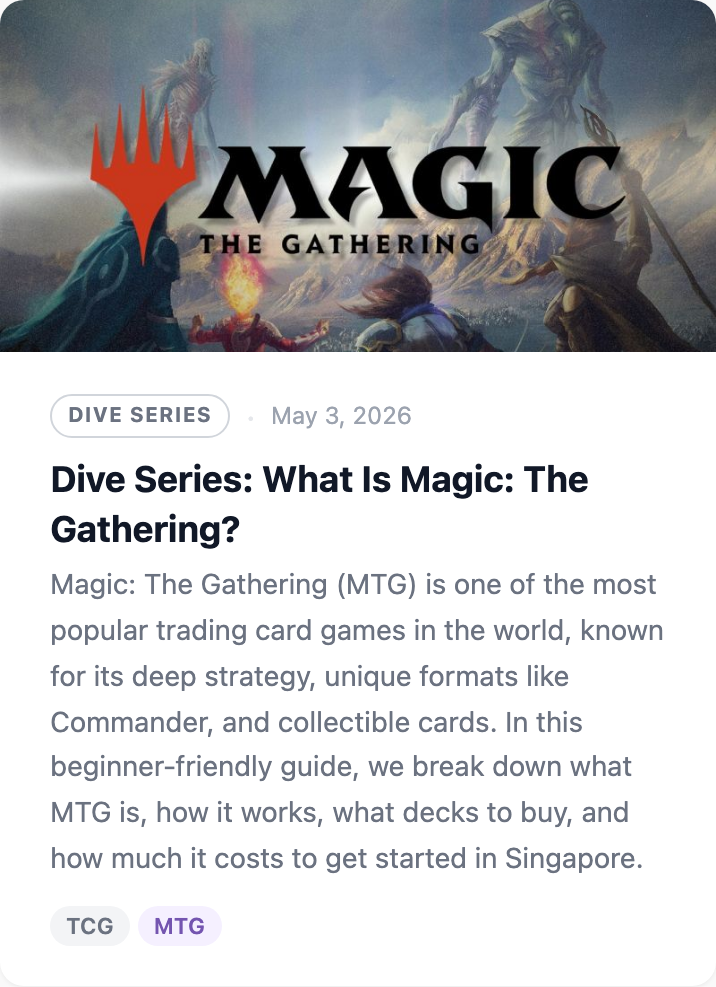 MAGIC
THE GATHERING
DIVE SERIES · May 3, 2026
Dive Series: What Is Magic: The
Gathering?
Magic: The Gathering (MTG) is one of the most
popular trading card games in the world, known
for its deep strategy, unique formats like
Commander, and collectible cards. In this
beginner-friendly guide, we break down what
MTG is, how it works, what decks to buy, and
how much it costs to get started in Singapore.
TCG MTG